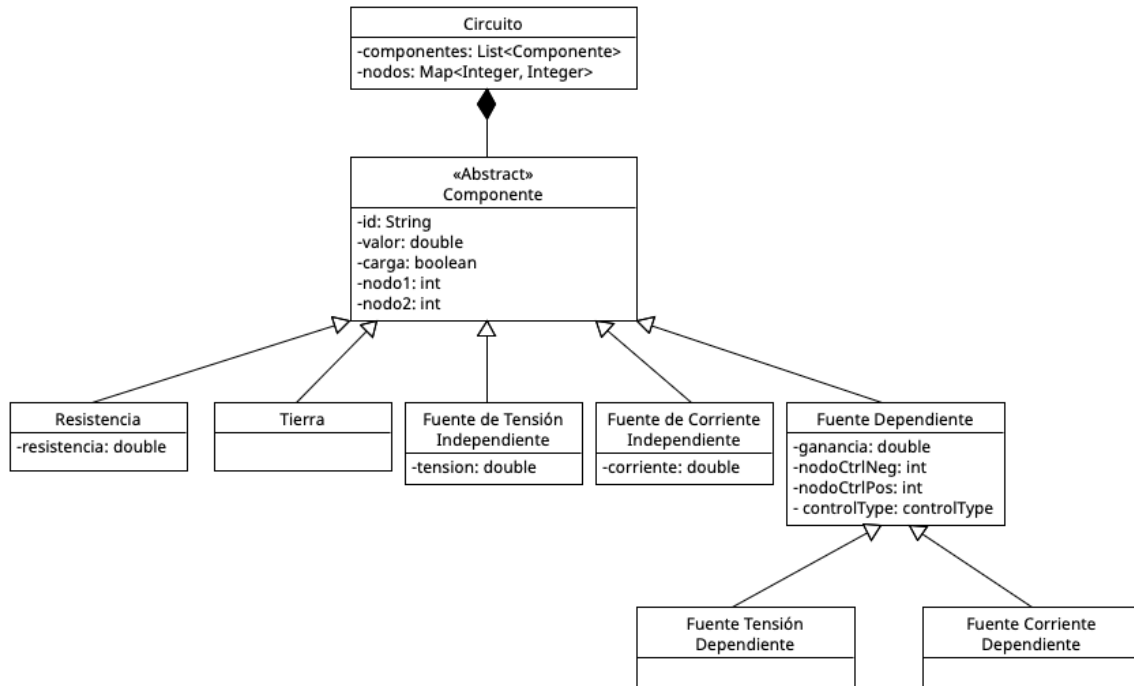 Circuito
-componentes: List<Componente>
-nodos: Map<Integer, Integer>
«Abstract»
Componente
-id: String
-valor: double
-carga: boolean
-nodo1: int
-nodo2: int
Resistencia
-resistencia: double
Tierra
Fuente de Tensión
Independiente
-tension: double
Fuente de Corriente
Independiente
-corriente: double
Fuente Dependiente
-ganancia: double
-nodoCtrlNeg: int
-nodoCtrlPos: int
- controlType: controlType
Fuente Tensión
Dependiente
Fuente Corriente
Dependiente